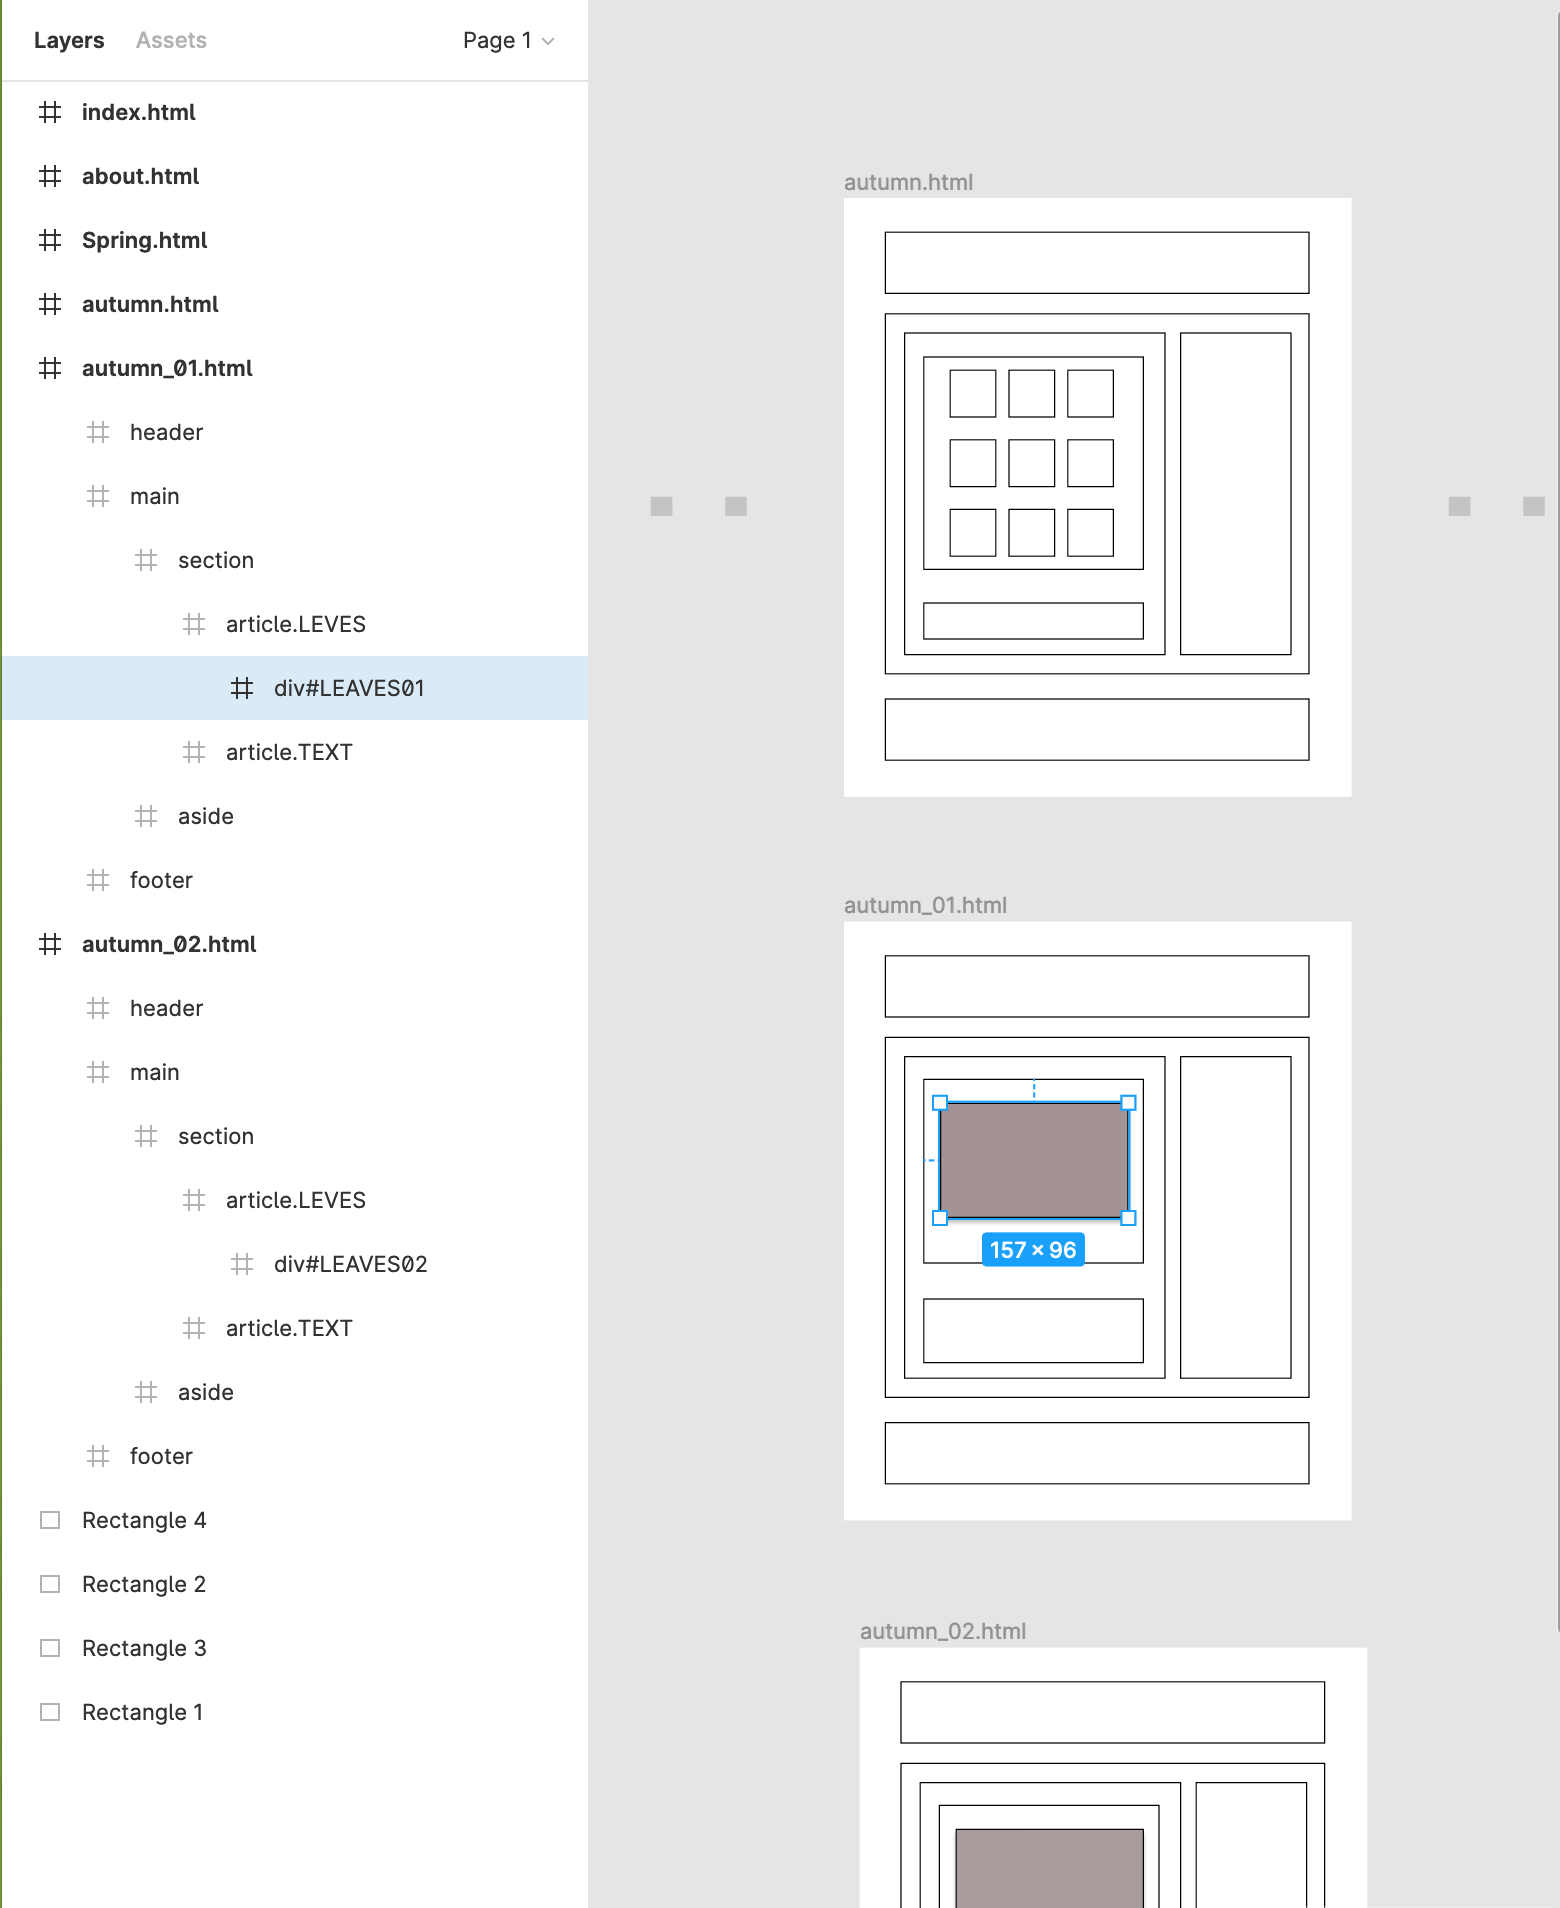 Layers Assets Page 1
index.html
about.html
Spring.html
autumn.html
autumn_01.html
header
main
section
article.LEVES
div#LEAVES01
article.TEXT
aside
footer
autumn_02.html
header
main
section
article.LEVES
div#LEAVES02
article.TEXT
aside
footer
Rectangle 4
Rectangle 2
Rectangle 3
Rectangle 1
autumn.html
autumn_01.html
157 × 96
autumn_02.html